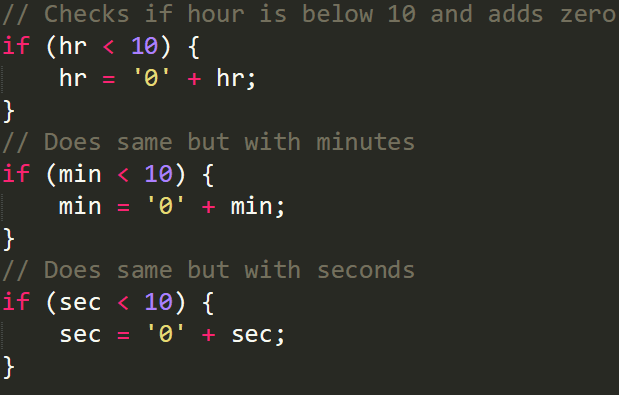 // Checks if hour is below 10 and adds zero
if (hr < 10) {
    hr = '0' + hr;
}
// Does same but with minutes
if (min < 10) {
    min = '0' + min;
}
// Does same but with seconds
if (sec < 10) {
    sec = '0' + sec;
}